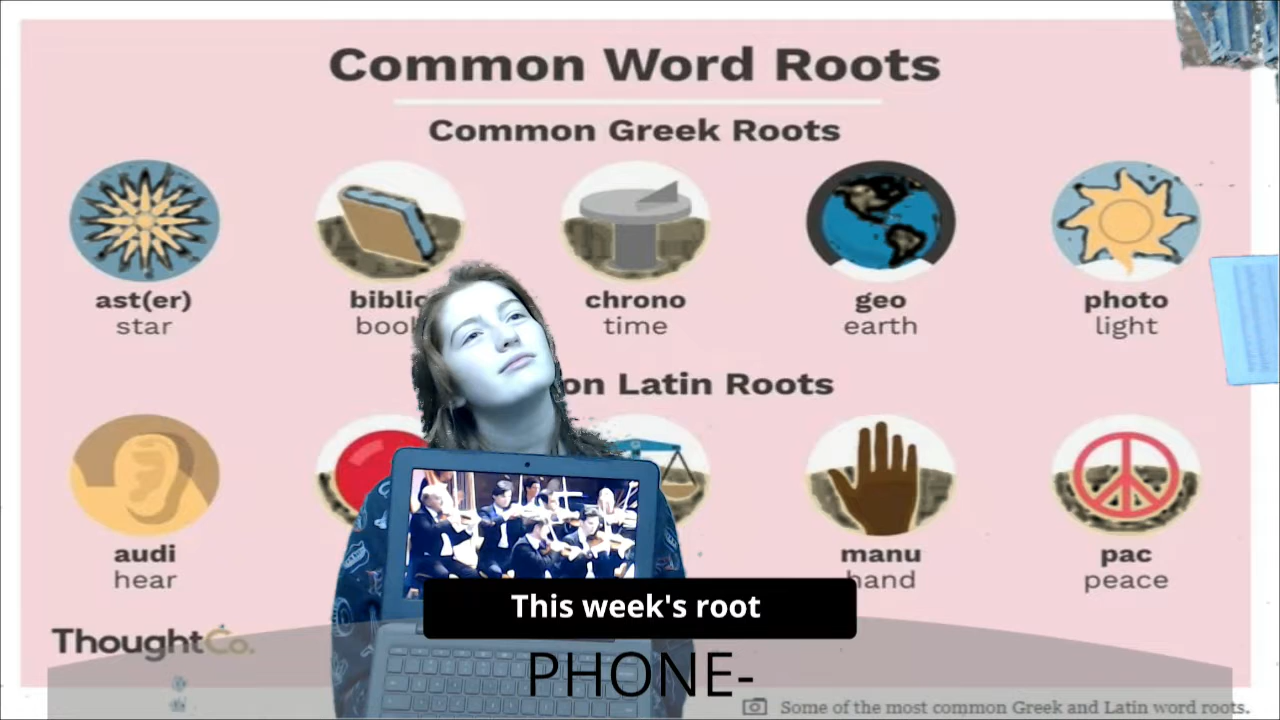 Common Word Roots
Common Greek Roots
ast(er)
star
chrono
time
geo
earth
photo
light
on Latin Roots
audi
hear
manu
hand
pac
peace
ThoughtCo.
This week's root
PHONE-
Some of the most common Greek and Latin word roots.